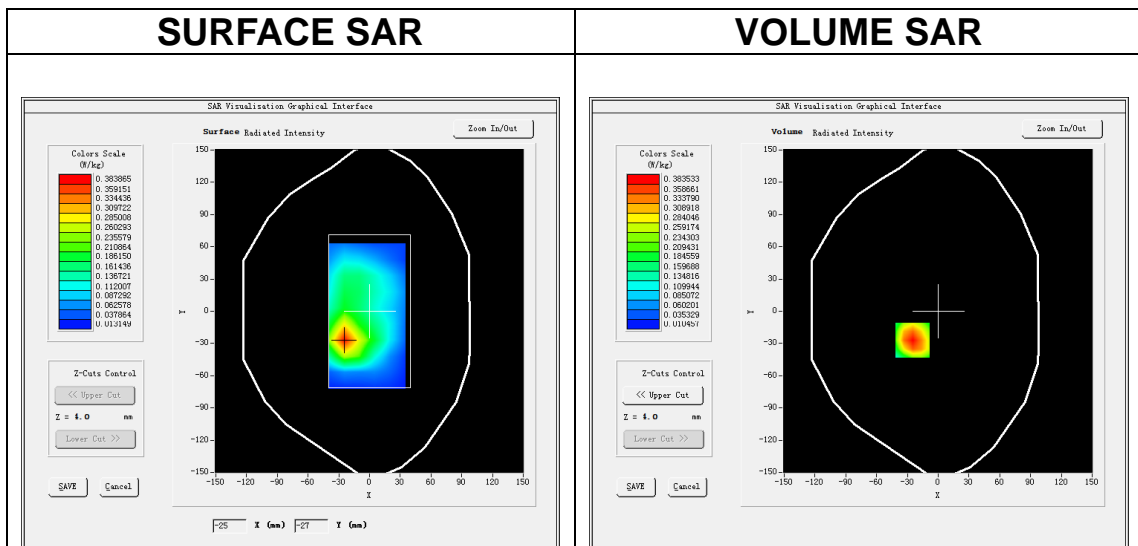 SURFACE SAR
VOLUME SAR
SAR Visualisation Graphical Interface
Surface Radiated Intensity
Zoom In/Out
Colors Scale
(W/kg)
0.383865
0.359151
0.334436
0.309722
0.285008
0.260293
0.235579
0.210864
0.186150
0.161436
0.136721
0.112007
0.087292
0.062578
0.037864
0.013149
Z-Cuts Control
<< Upper Cut
Z = 4.0 mm
Lower Cut >>
SAVE Cancel
150
120
90
60
30
0
-30
-60
-90
-120
-150
Y
-150 -120 -90 -60 -30 0 30 60 90 120 150
X
-25 X (mm) -27 Y (mm)
SAR Visualisation Graphical Interface
Volume Radiated Intensity
Zoom In/Out
Colors Scale
(W/kg)
0.383533
0.358661
0.333790
0.308918
0.284046
0.259174
0.234303
0.209431
0.184559
0.159688
0.134816
0.109944
0.085072
0.060201
0.035329
0.010457
Z-Cuts Control
<< Upper Cut
Z = 4.0 mm
Lower Cut >>
SAVE Cancel
150
120
90
60
30
0
-30
-60
-90
-120
-150
Y
-150 -120 -90 -60 -30 0 30 60 90 120 150
X